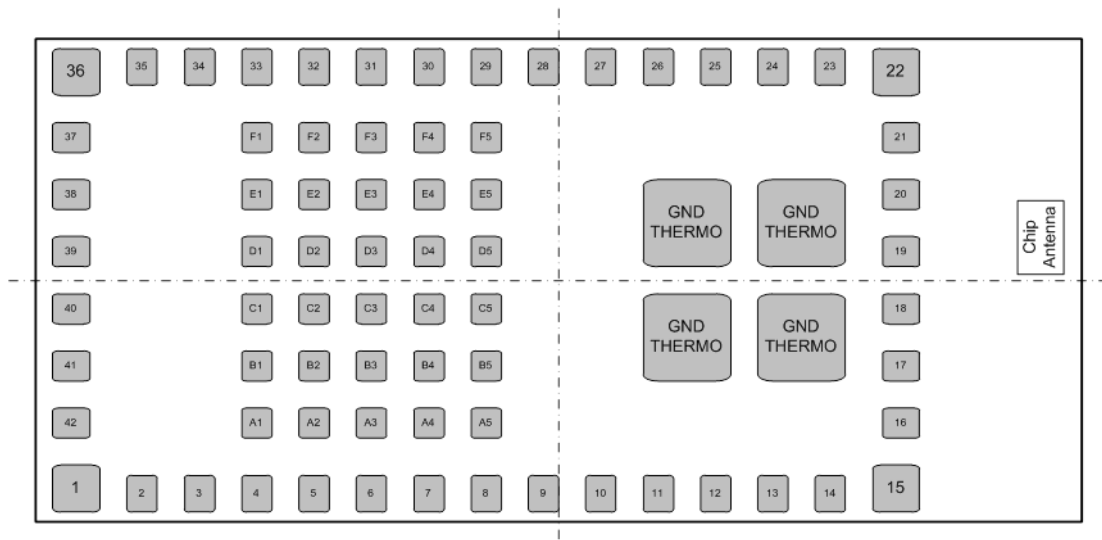 36 35 34 33 32 31 30 29 28 27 26 25 24 23 22
37 F1 F2 F3 F4 F5 21
38 E1 E2 E3 E4 E5 20
GND
THERMO
GND
THERMO
39 D1 D2 D3 D4 D5 19
Chip
Antenna
40 C1 C2 C3 C4 C5 18
GND
THERMO
GND
THERMO
41 B1 B2 B3 B4 B5 17
42 A1 A2 A3 A4 A5 16
1 2 3 4 5 6 7 8 9 10 11 12 13 14 15